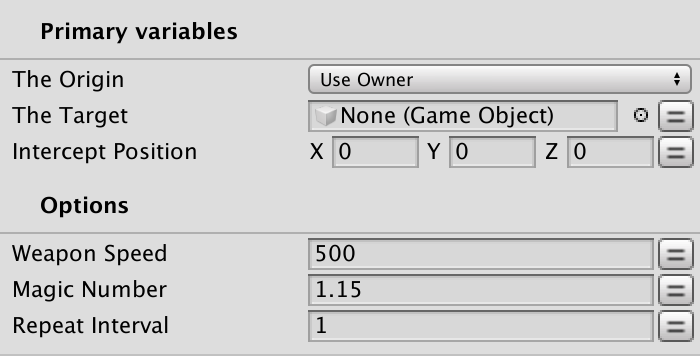 Primary variables
The Origin Use Owner
The Target None (Game Object)
Intercept Position X 0 Y 0 Z 0
Options
Weapon Speed 500
Magic Number 1.15
Repeat Interval 1